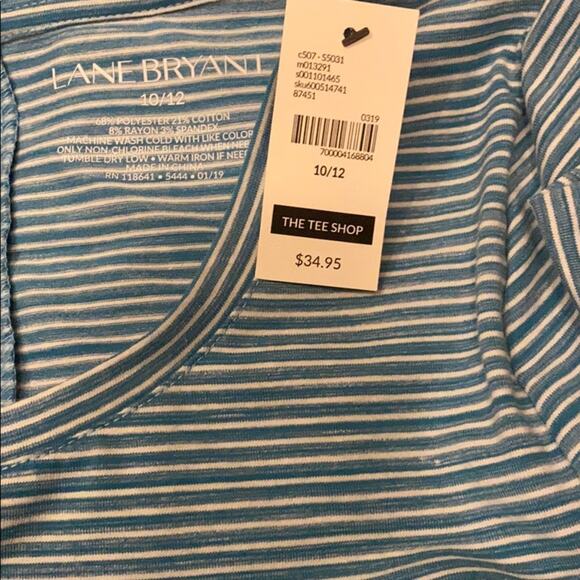 LANE BRYANT
10/12
68% POLYESTER 21% COTTON
8% RAYON 3% SPANDEX
MACHINE WASH COLD WITH LIKE COLOR
ONLY NON-CHLORINE BLEACH WHEN NEE
TUMBLE DRY LOW • WARM IRON IF NEE
MADE IN CHINA
RN 118641 • 5444 • 01/19
c507 - 55031
m013291
s001101465
sku600514741
87451
0319
700004168804
10/12
THE TEE SHOP
$34.95